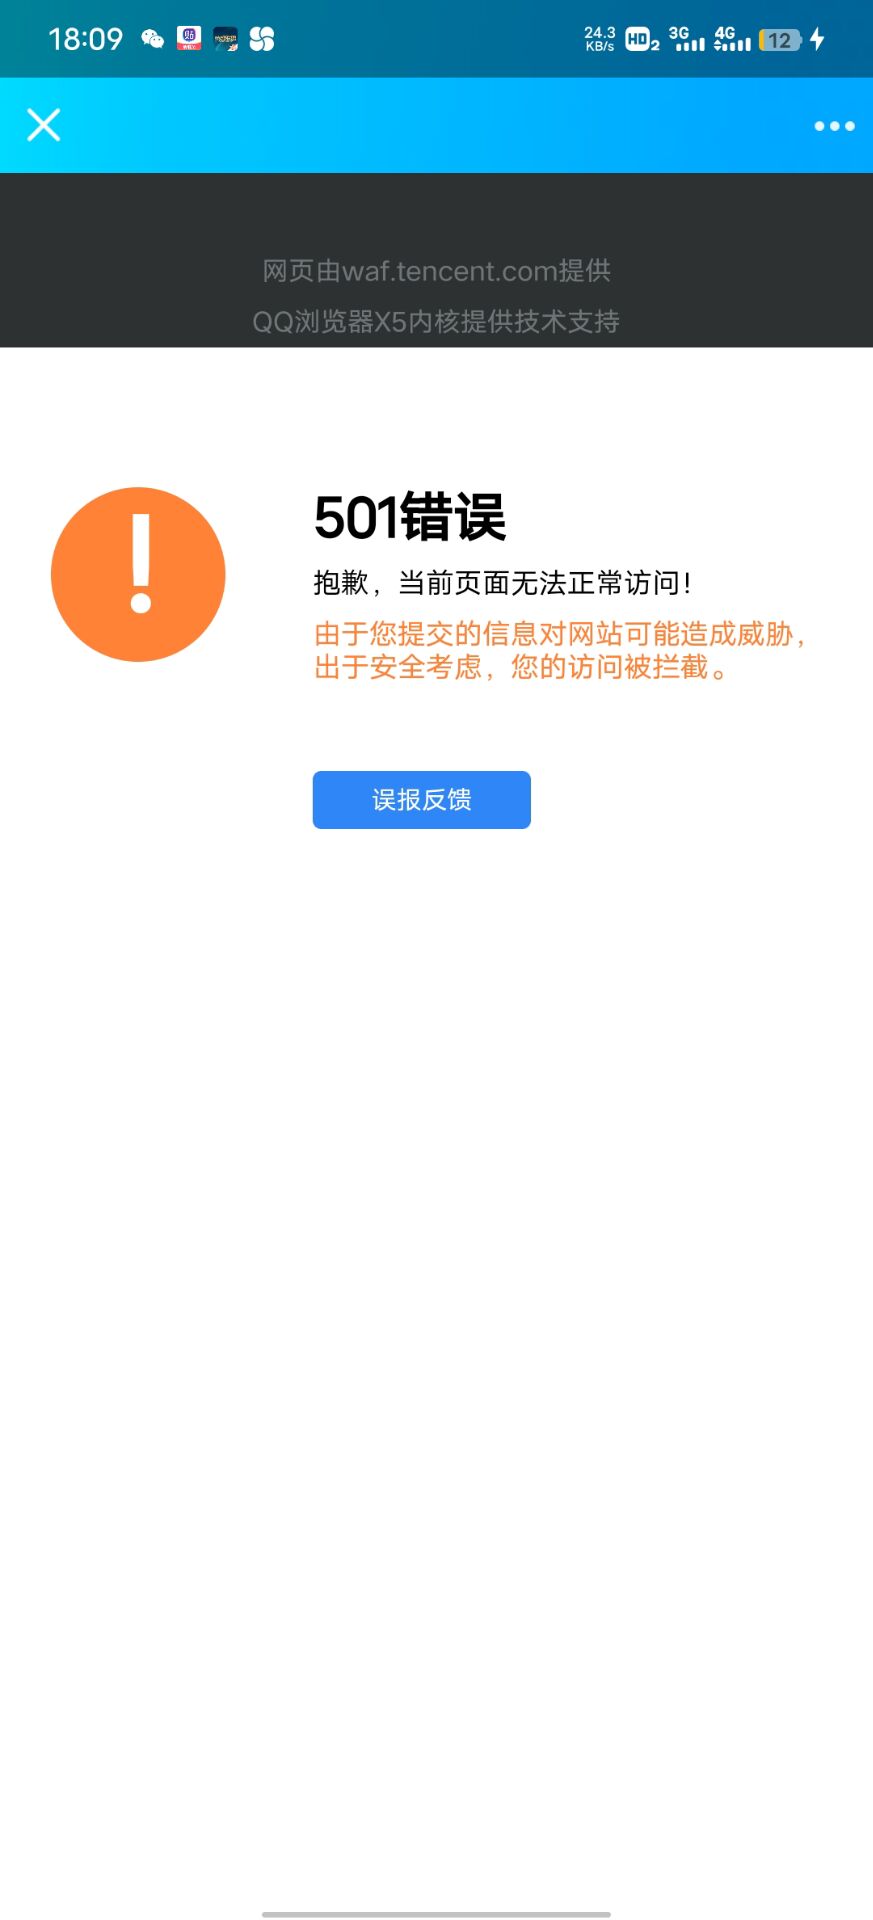 18:09
24.3
KB/s
HD2
3G
4G
12
网页由waf.tencent.com提供
QQ浏览器X5内核提供技术支持
501错误
抱歉，当前页面无法正常访问！
由于您提交的信息对网站可能造成威胁，
出于安全考虑，您的访问被拦截。
误报反馈